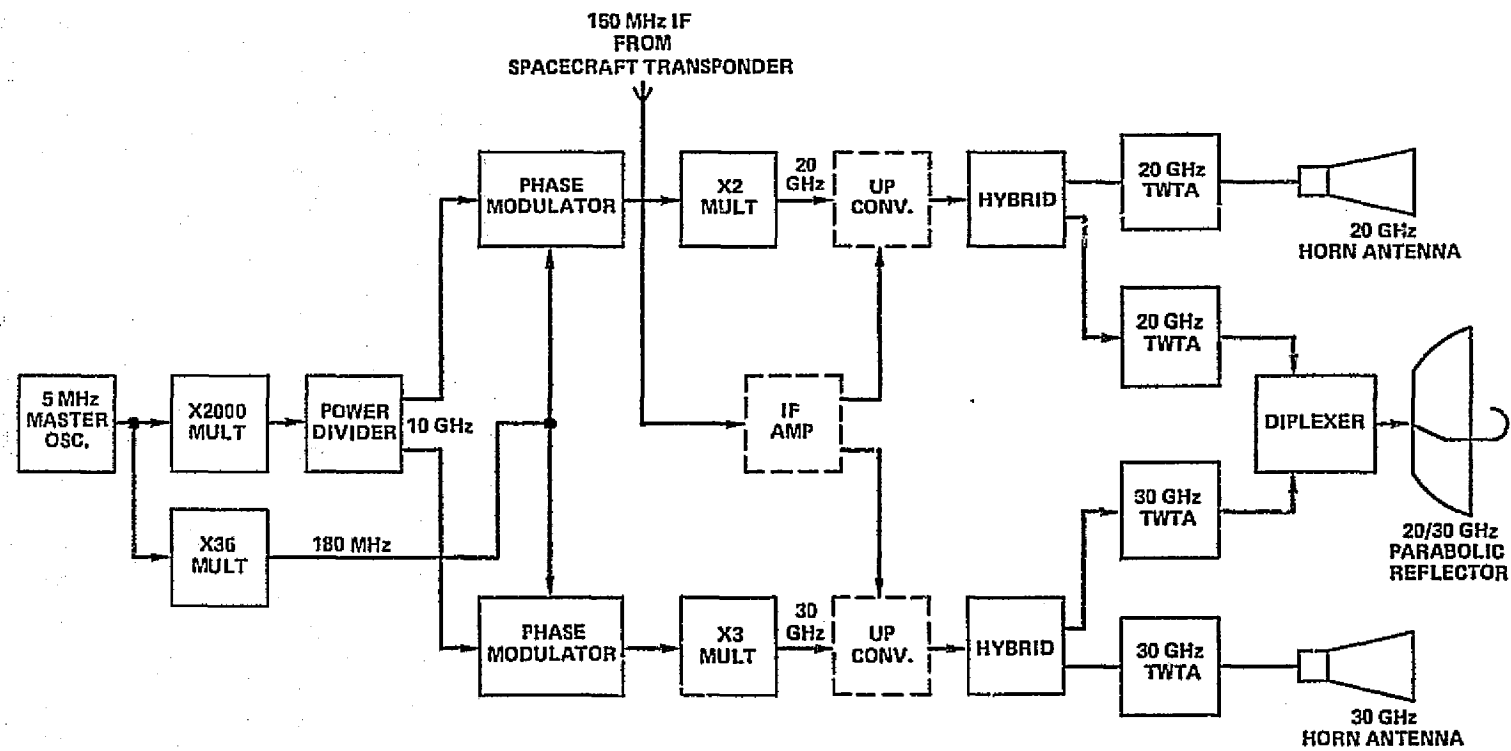 150 MHz IF
FROM
SPACECRAFT TRANSPONDER
PHASE
MODULATOR
X2
MULT
20
GHz
UP
CONV.
HYBRID
20 GHz
TWTA
20 GHz
HORN ANTENNA
20 GHz
TWTA
5 MHz
MASTER
OSC.
X2000
MULT
POWER
DIVIDER
10 GHz
IF
AMP
DIPLEXER
X36
MULT
180 MHz
30 GHz
TWTA
20/30 GHz
PARABOLIC
REFLECTOR
PHASE
MODULATOR
X3
MULT
30
GHz
UP
CONV.
HYBRID
30 GHz
TWTA
30 GHz
HORN ANTENNA